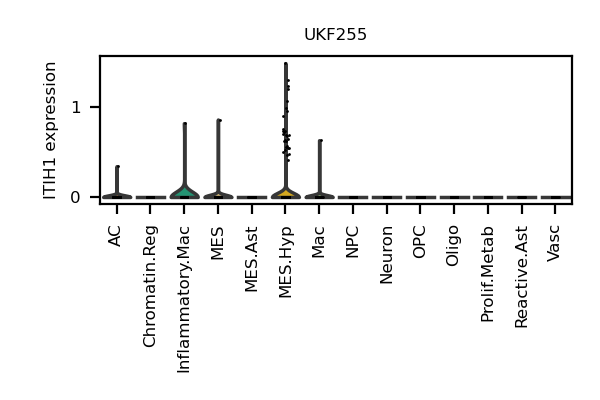 UKF255
ITIH1 expression
1
0
AC
Chromatin.Reg
Inflammatory.Mac
MES
MES.Ast
MES.Hyp
Mac
NPC
Neuron
OPC
Oligo
Prolif.Metab
Reactive.Ast
Vasc